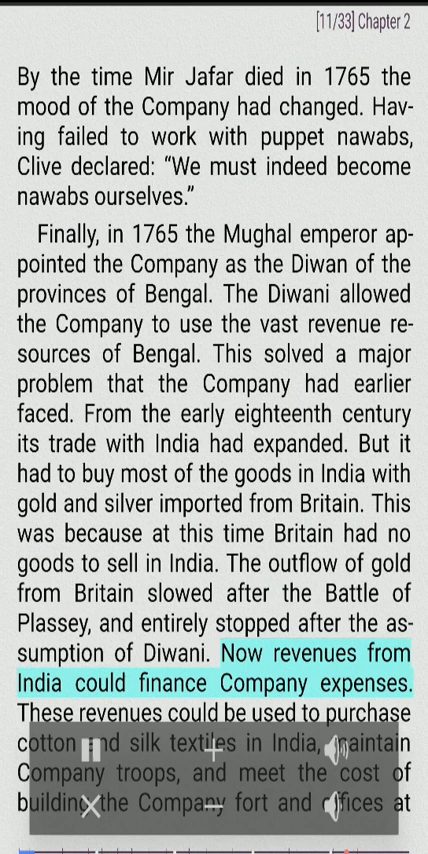 [11/33] Chapter 2
By the time Mir Jafar died in 1765 the
mood of the Company had changed. Hav-
ing failed to work with puppet nawabs,
Clive declared: “We must indeed become
nawabs ourselves.”
Finally, in 1765 the Mughal emperor ap-
pointed the Company as the Diwan of the
provinces of Bengal. The Diwani allowed
the Company to use the vast revenue re-
sources of Bengal. This solved a major
problem that the Company had earlier
faced. From the early eighteenth century
its trade with India had expanded. But it
had to buy most of the goods in India with
gold and silver imported from Britain. This
was because at this time Britain had no
goods to sell in India. The outflow of gold
from Britain slowed after the Battle of
Plassey, and entirely stopped after the as-
sumption of Diwani. Now revenues from
India could finance Company expenses.
These revenues could be used to purchase
cotton and silk textiles in India, maintain
Company troops, and meet the cost of
building the Company fort and offices at